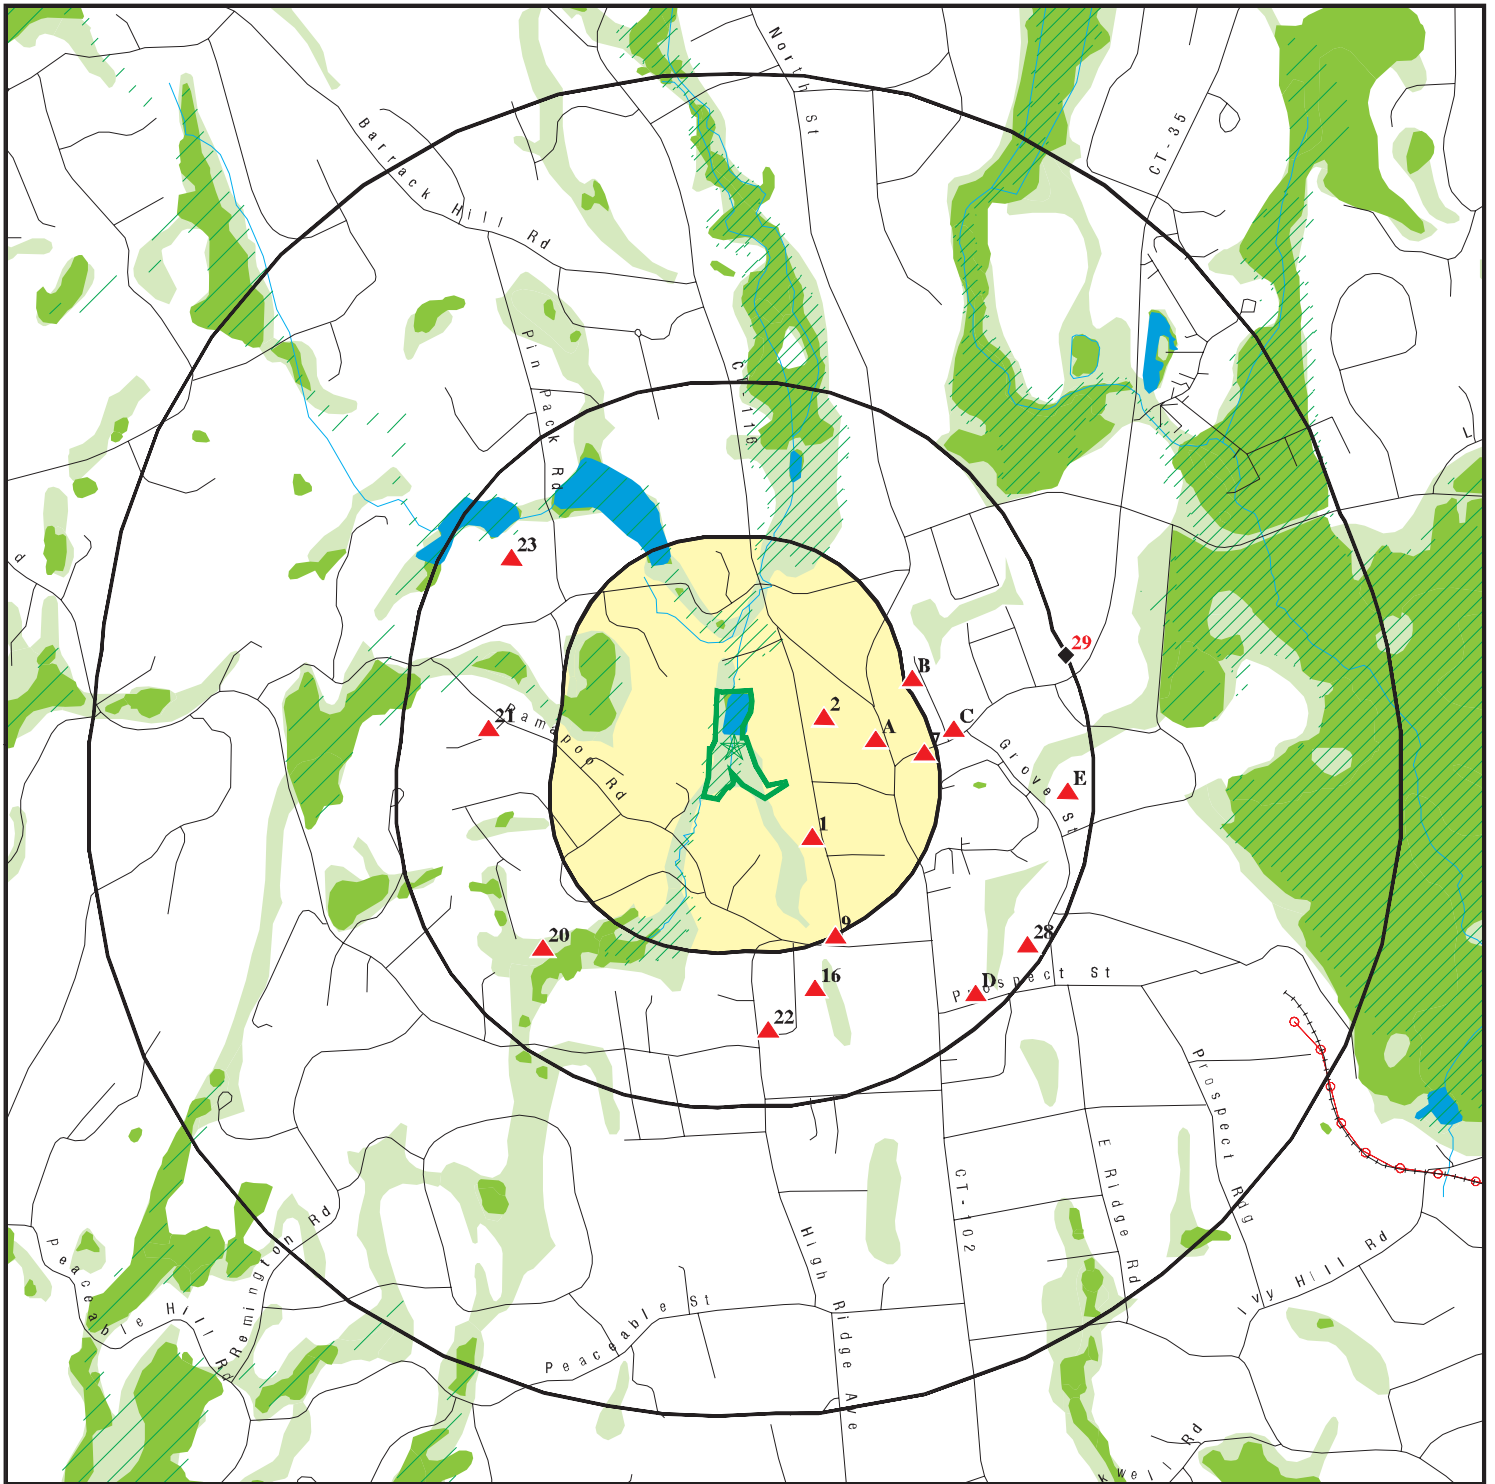 North St
CT-35
Barrack Hill Rd
Pin Pack Rd
CT-116
L
d
23
29
B
21
Ramapoo Rd
2
A
C
7
Grove St
E
1
9
20
28
16
D
Prospect St
22
Prospect Rdg
E Ridge Rd
CT-102
Remington Rd
Peaceable Hill Rd
High Ridge Ave
Ivy Hill Rd
Peaceable St
kwell Rd